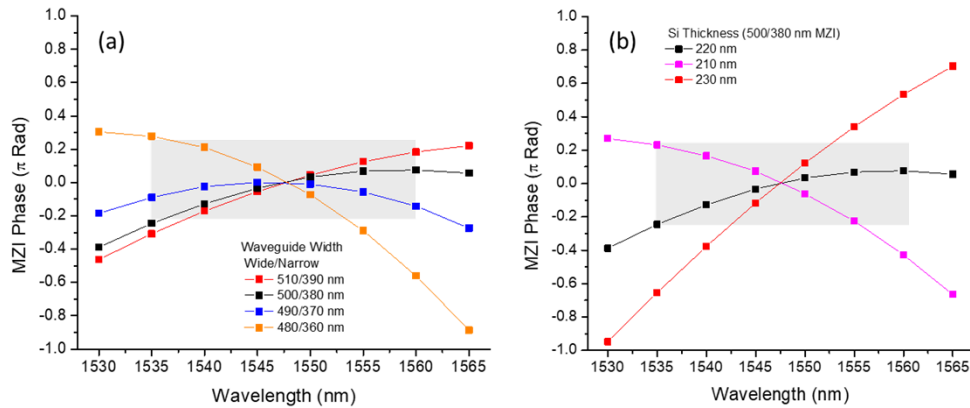 (a)
MZI Phase (π Rad)
1.0
0.8
0.6
0.4
0.2
0.0
-0.2
-0.4
-0.6
-0.8
-1.0
Waveguide Width
Wide/Narrow
510/390 nm
500/380 nm
490/370 nm
480/360 nm
1530 1535 1540 1545 1550 1555 1560 1565
Wavelength (nm)
(b)
MZI Phase (π Rad)
1.0
0.8
0.6
0.4
0.2
0.0
-0.2
-0.4
-0.6
-0.8
-1.0
Si Thickness (500/380 nm MZI)
220 nm
210 nm
230 nm
1530 1535 1540 1545 1550 1555 1560 1565
Wavelength (nm)